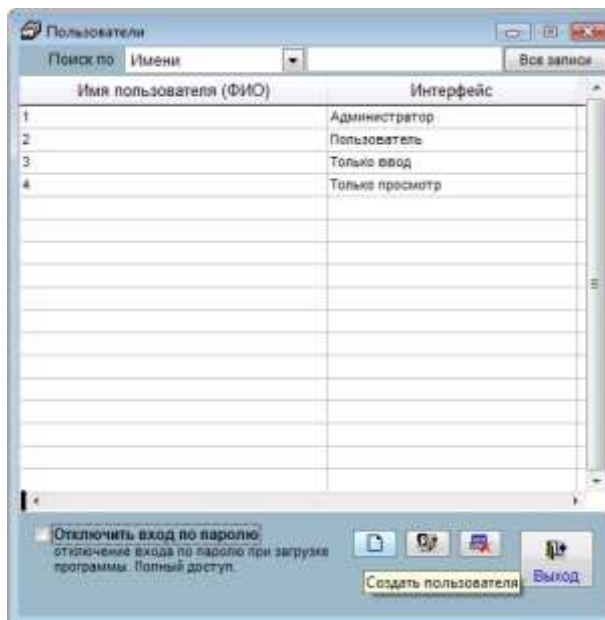 Пользователи
Поиск по Имени Все записи
Имя пользователя (ФИО) Интерфейс
1 Администратор
2 Пользователь
3 Только ввод
4 Только просмотр
Отключить вход по паролю
отключение входа по паролю при загрузке
программы. Полный доступ.
Создать пользователя
Выход